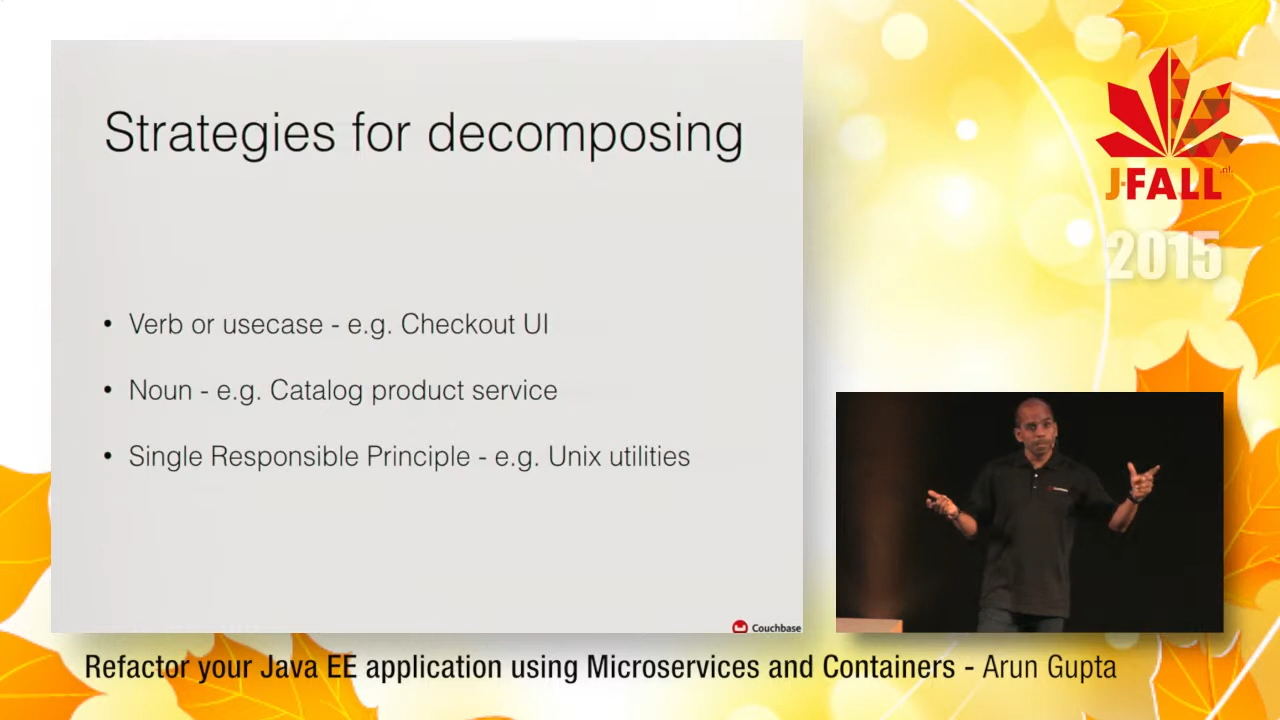 Strategies for decomposing
• Verb or usecase - e.g. Checkout UI
• Noun - e.g. Catalog product service
• Single Responsible Principle - e.g. Unix utilities
Couchbase
J-FALL
.nl
2015
Refactor your Java EE application using Microservices and Containers - Arun Gupta